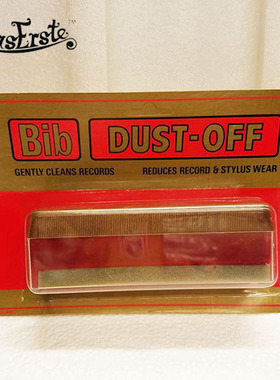 Bib DUST-OFF
GENTLY CLEANS RECORDS REDUCES RECORD & STYLUS WEAR